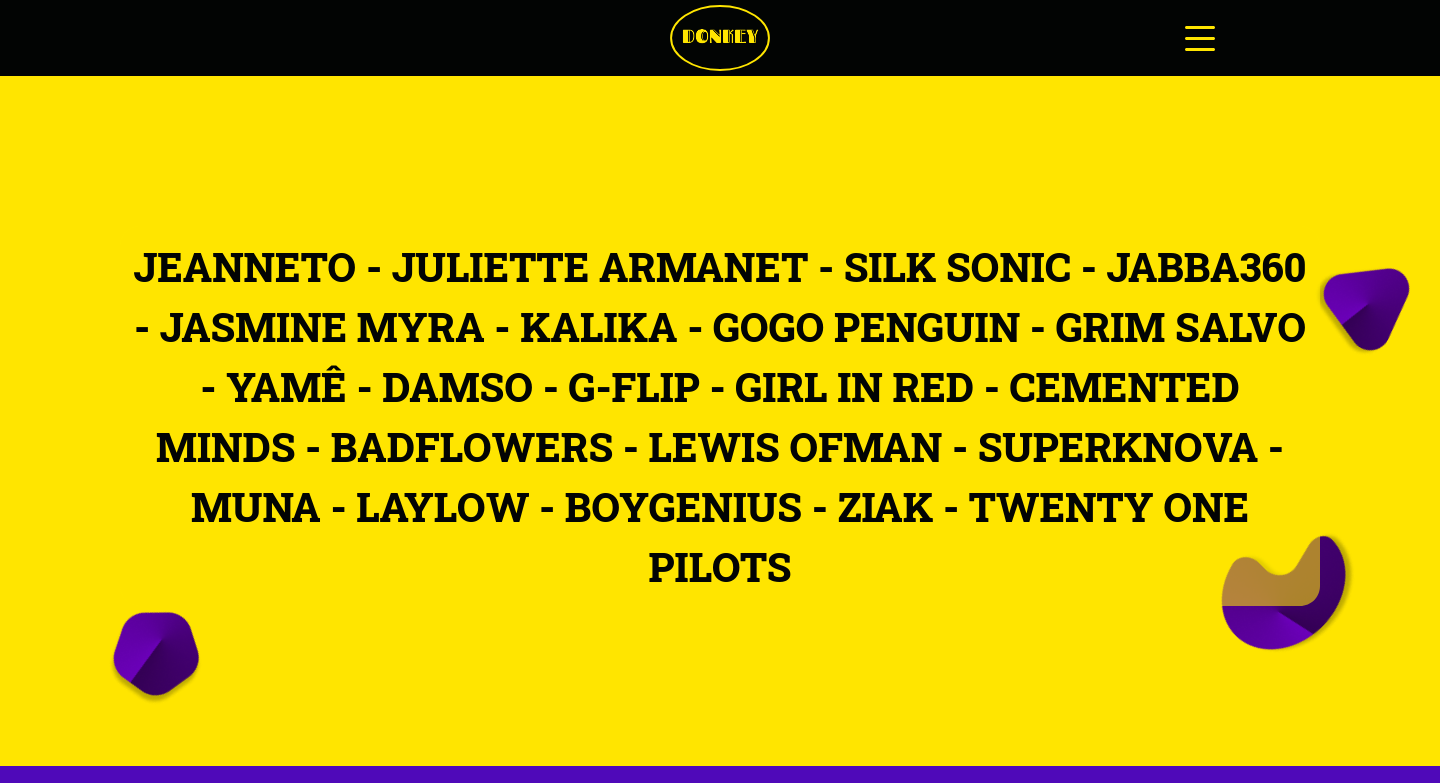 DONKEY
JEANNETO - JULIETTE ARMANET - SILK SONIC - JABBA360
- JASMINE MYRA - KALIKA - GOGO PENGUIN - GRIM SALVO
- YAMÊ - DAMSO - G-FLIP - GIRL IN RED - CEMENTED
MINDS - BADFLOWERS - LEWIS OFMAN - SUPERKNOVA -
MUNA - LAYLOW - BOYGENIUS - ZIAK - TWENTY ONE
PILOTS